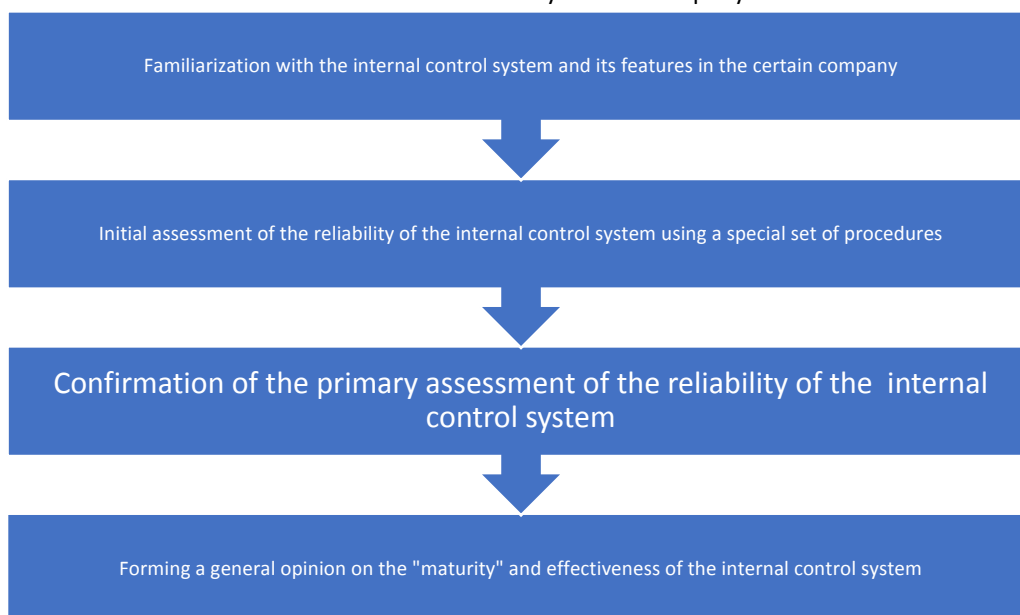 Familiarization with the internal control system and its features in the certain company
Initial assessment of the reliability of the internal control system using a special set of procedures
Confirmation of the primary assessment of the reliability of the internal
control system
Forming a general opinion on the "maturity" and effectiveness of the internal control system